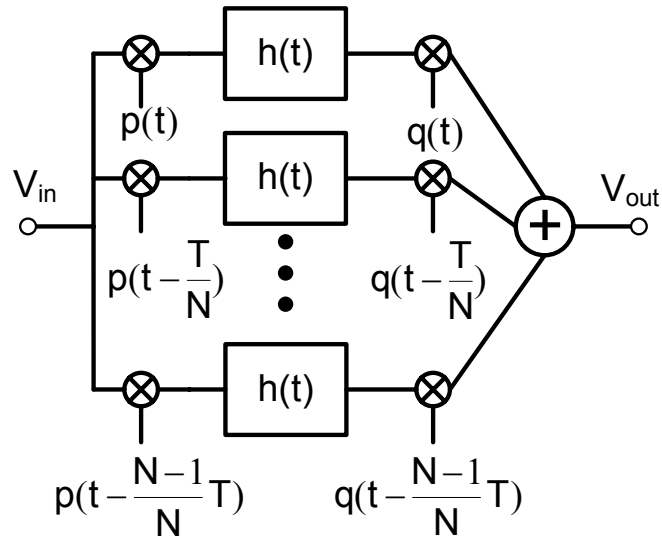 h(t)
p(t)
q(t)
V_in
h(t)
V_out
+
p(t - T/N)
q(t - T/N)
h(t)
p(t - N-1/N T)
q(t - N-1/N T)